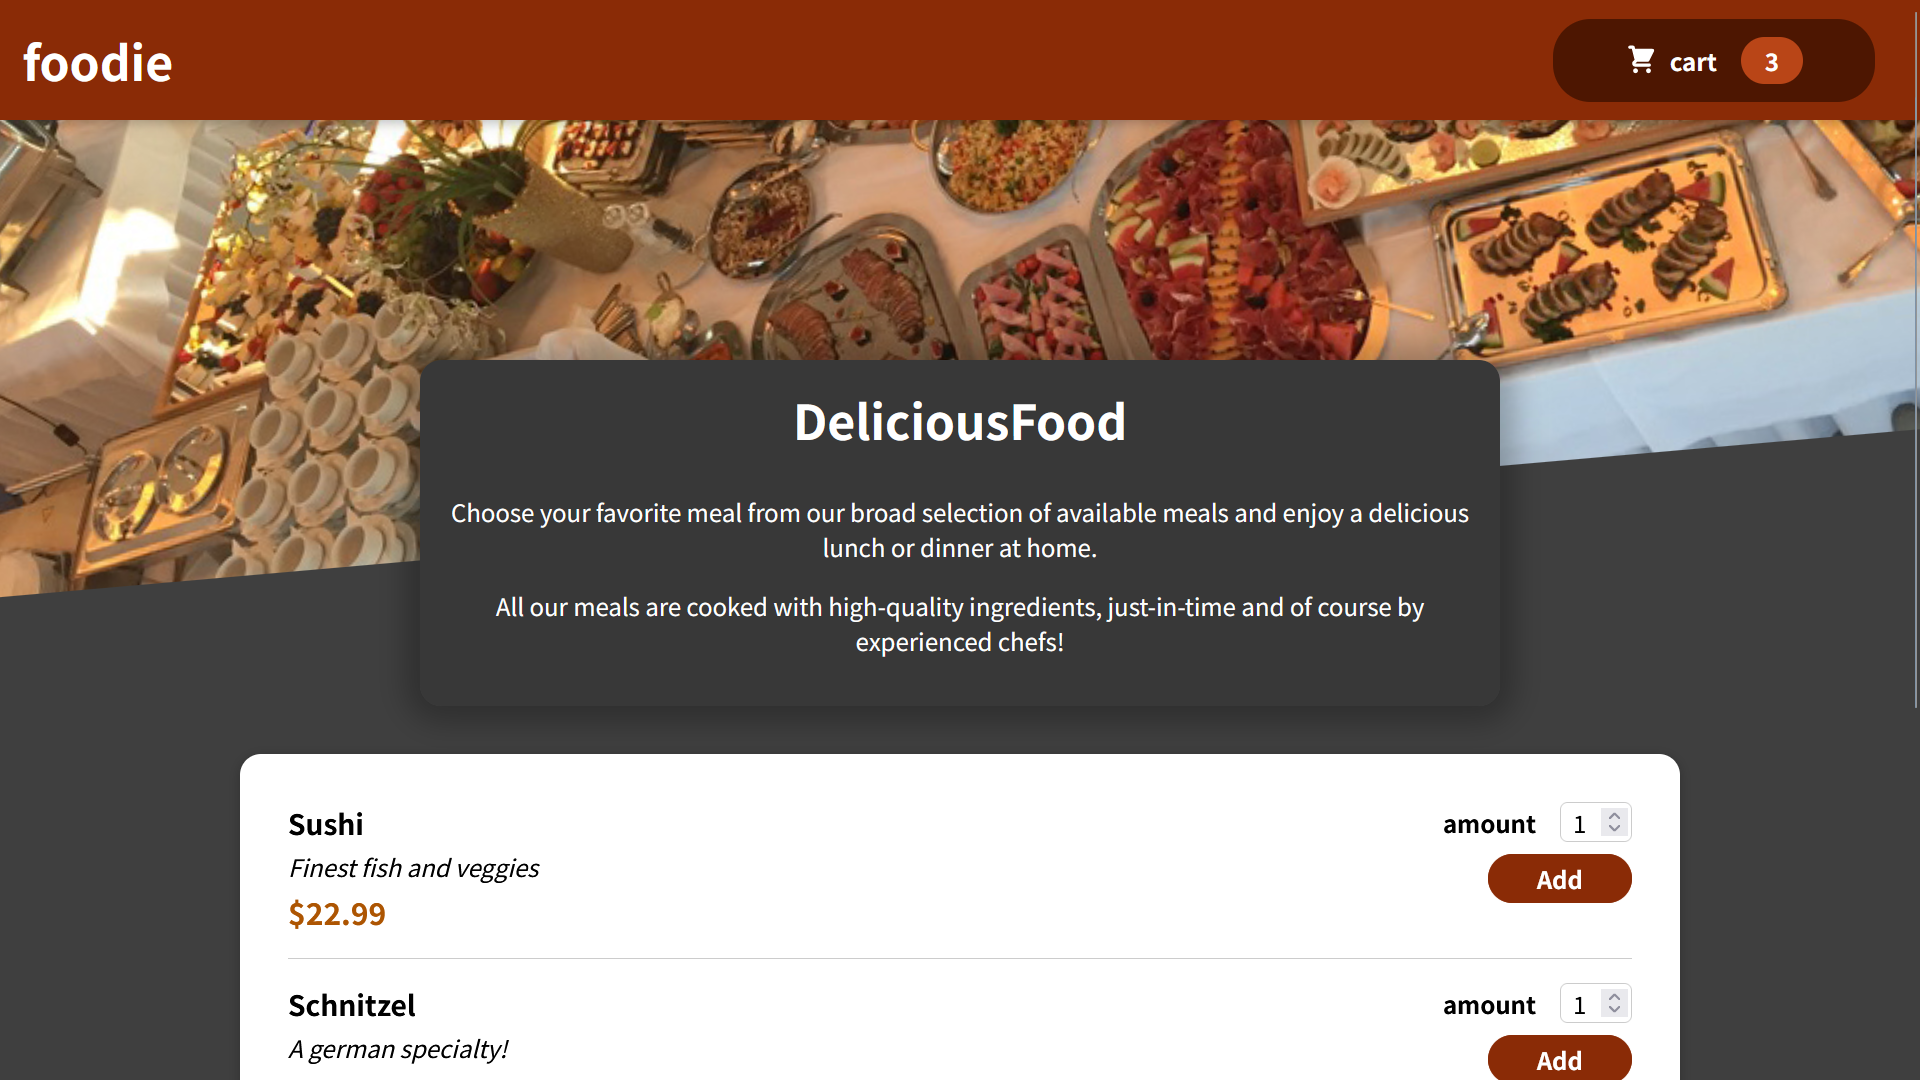 foodie
cart 3
DeliciousFood
Choose your favorite meal from our broad selection of available meals and enjoy a delicious
lunch or dinner at home.
All our meals are cooked with high-quality ingredients, just-in-time and of course by
experienced chefs!
Sushi
amount 1
Finest fish and veggies
Add
$22.99
Schnitzel
amount 1
A german specialty!
Add